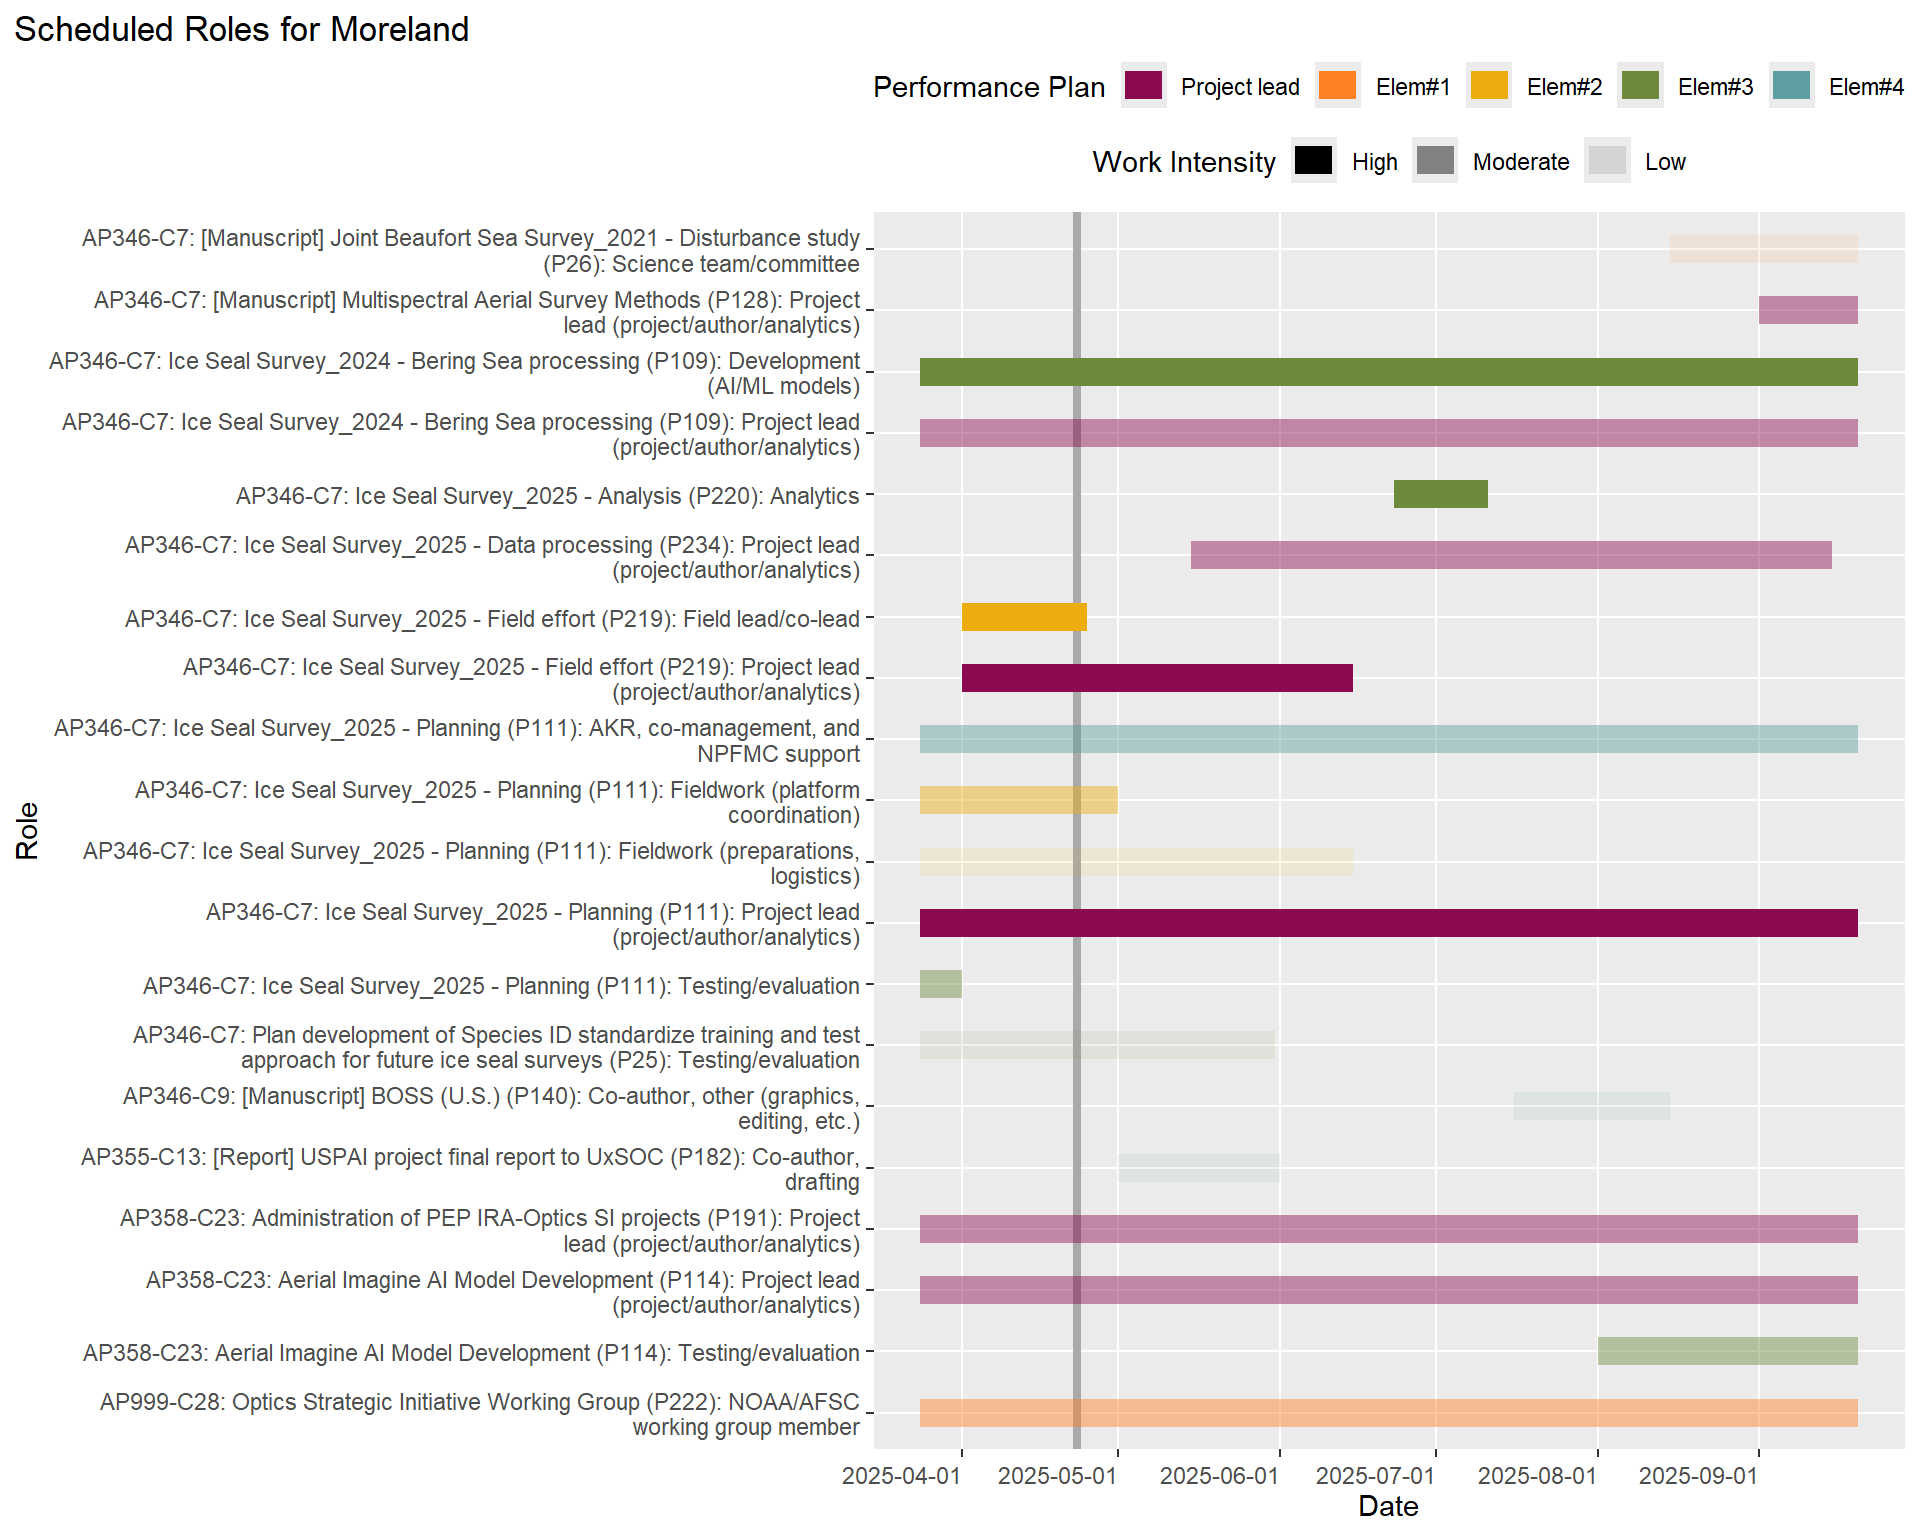 Scheduled Roles for Moreland
Performance Plan Project lead Elem#1 Elem#2 Elem#3 Elem#4
Work Intensity High Moderate Low
AP346-C7: [Manuscript] Joint Beaufort Sea Survey_2021 - Disturbance study
(P26): Science team/committee
AP346-C7: [Manuscript] Multispectral Aerial Survey Methods (P128): Project
lead (project/author/analytics)
AP346-C7: Ice Seal Survey_2024 - Bering Sea processing (P109): Development
(AI/ML models)
AP346-C7: Ice Seal Survey_2024 - Bering Sea processing (P109): Project lead
(project/author/analytics)
AP346-C7: Ice Seal Survey_2025 - Analysis (P220): Analytics
AP346-C7: Ice Seal Survey_2025 - Data processing (P234): Project lead
(project/author/analytics)
AP346-C7: Ice Seal Survey_2025 - Field effort (P219): Field lead/co-lead
AP346-C7: Ice Seal Survey_2025 - Field effort (P219): Project lead
(project/author/analytics)
AP346-C7: Ice Seal Survey_2025 - Planning (P111): AKR, co-management, and
NPFMC support
AP346-C7: Ice Seal Survey_2025 - Planning (P111): Fieldwork (platform
coordination)
AP346-C7: Ice Seal Survey_2025 - Planning (P111): Fieldwork (preparations,
logistics)
AP346-C7: Ice Seal Survey_2025 - Planning (P111): Project lead
(project/author/analytics)
AP346-C7: Ice Seal Survey_2025 - Planning (P111): Testing/evaluation
AP346-C7: Plan development of Species ID standardize training and test
approach for future ice seal surveys (P25): Testing/evaluation
AP346-C9: [Manuscript] BOSS (U.S.) (P140): Co-author, other (graphics,
editing, etc.)
AP355-C13: [Report] USPAI project final report to UxSOC (P182): Co-author,
drafting
AP358-C23: Administration of PEP IRA-Optics SI projects (P191): Project
lead (project/author/analytics)
AP358-C23: Aerial Imagine AI Model Development (P114): Project lead
(project/author/analytics)
AP358-C23: Aerial Imagine AI Model Development (P114): Testing/evaluation
AP999-C28: Optics Strategic Initiative Working Group (P222): NOAA/AFSC
working group member
Role
2025-04-01 2025-05-01 2025-06-01 2025-07-01 2025-08-01 2025-09-01
Date